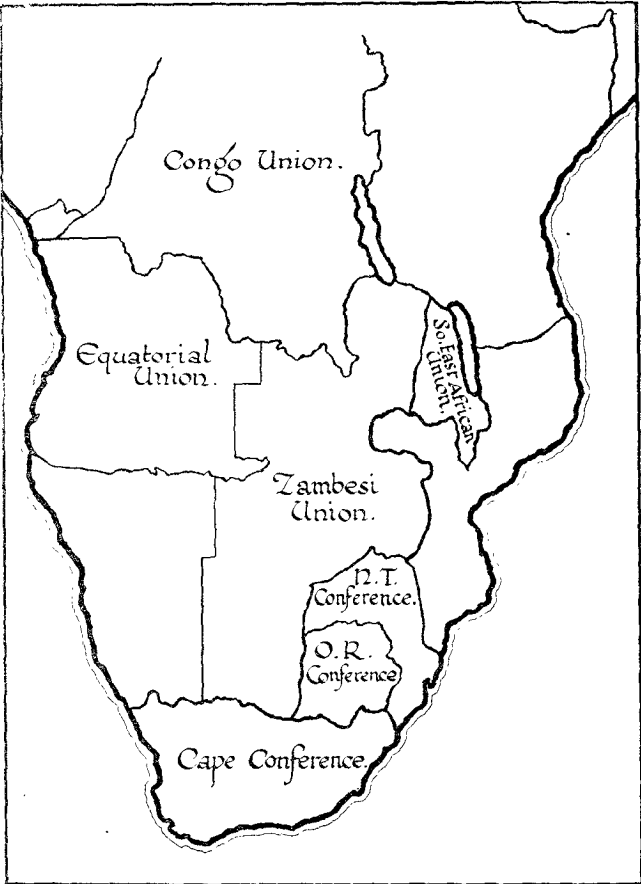 Congo Union.
Equatorial
Union.
So. East African
Union.
Zambesi
Union.
N.T.
Conference.
O.R.
Conference
Cape Conference.